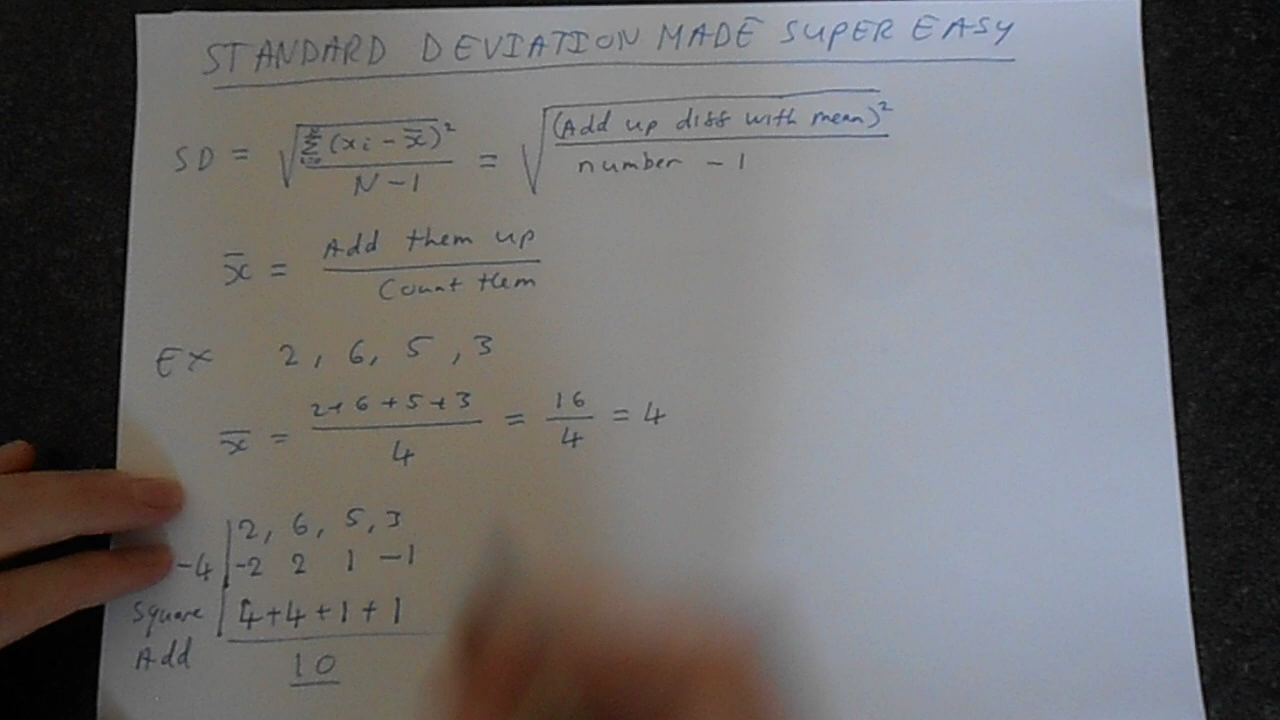 STANDARD DEVIATION MADE SUPER EASY
SD = √(Σ(xi - x̄)² / N - 1) = √((Add up diff with mean)² / number - 1)
x̄ = Add them up / Count them
EX 2, 6, 5, 3
x̄ = 2+6+5+3 / 4 = 16 / 4 = 4
2, 6, 5, 3
-4 -2 2 1 -1
Square 4+4+1+1
Add 10